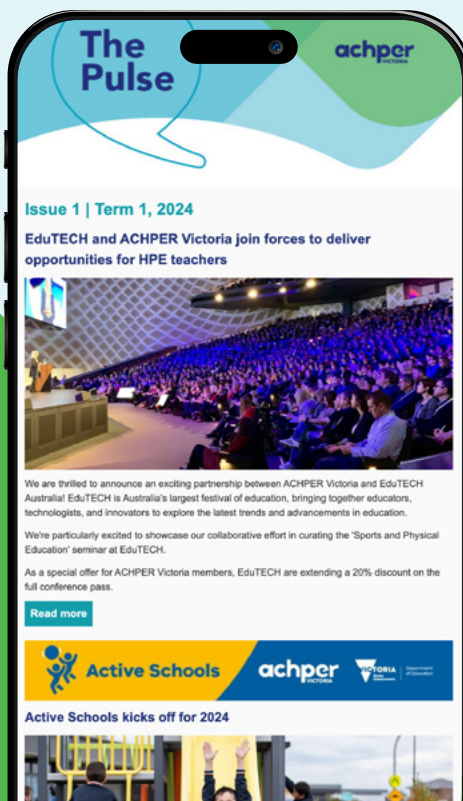 The
Pulse
achper
VICTORIA
Issue 1 | Term 1, 2024
EduTECH and ACHPER Victoria join forces to deliver
opportunities for HPE teachers
We are thrilled to announce an exciting partnership between ACHPER Victoria and EduTECH
Australia! EduTECH is Australia's largest festival of education, bringing together educators,
technologists, and innovators to explore the latest trends and advancements in education.
We're particularly excited to showcase our collaborative effort in curating the 'Sports and Physical
Education' seminar at EduTECH.
As a special offer for ACHPER Victoria members, EduTECH are extending a 20% discount on the
full conference pass.
Read more
Active Schools
achper
VICTORIA
VICTORIA
State
Government
Department
of Education
Active Schools kicks off for 2024